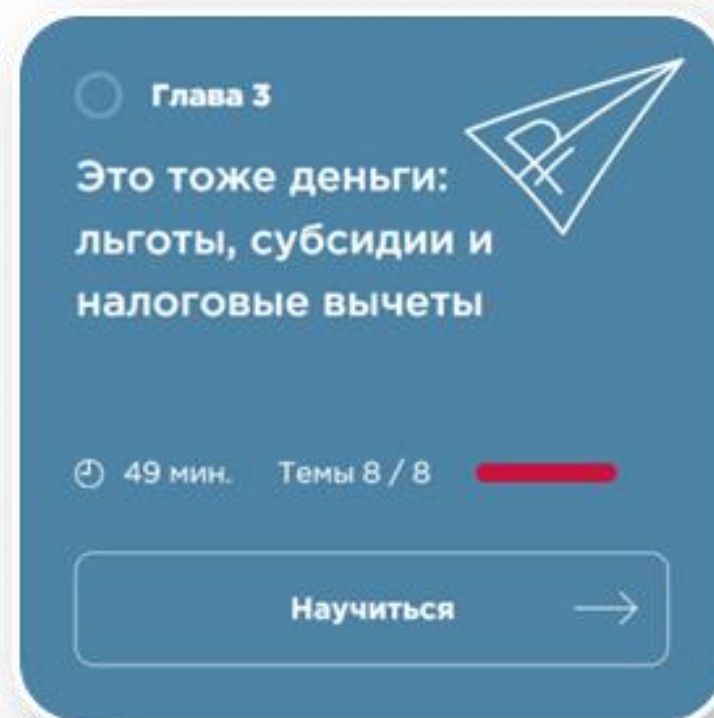 Глава 3
Это тоже деньги:
льготы, субсидии и
налоговые вычеты
49 мин. Темы 8 / 8
Научиться